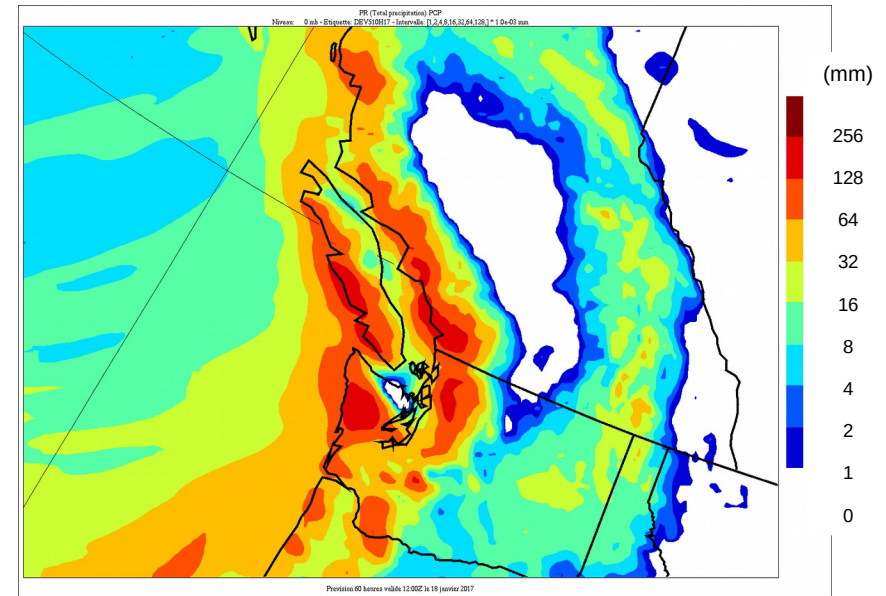 PR (Total precipitation) PCP
Niveau: 0 mb - Etiquette: DEV510H17 - Intervalle: [1,2,4,8,16,32,64,128,] * 1.0e-03 mm
(mm)
256
128
64
32
16
8
4
2
1
0
Prevision 60 heures valide 12:00Z le 18 janvier 2017